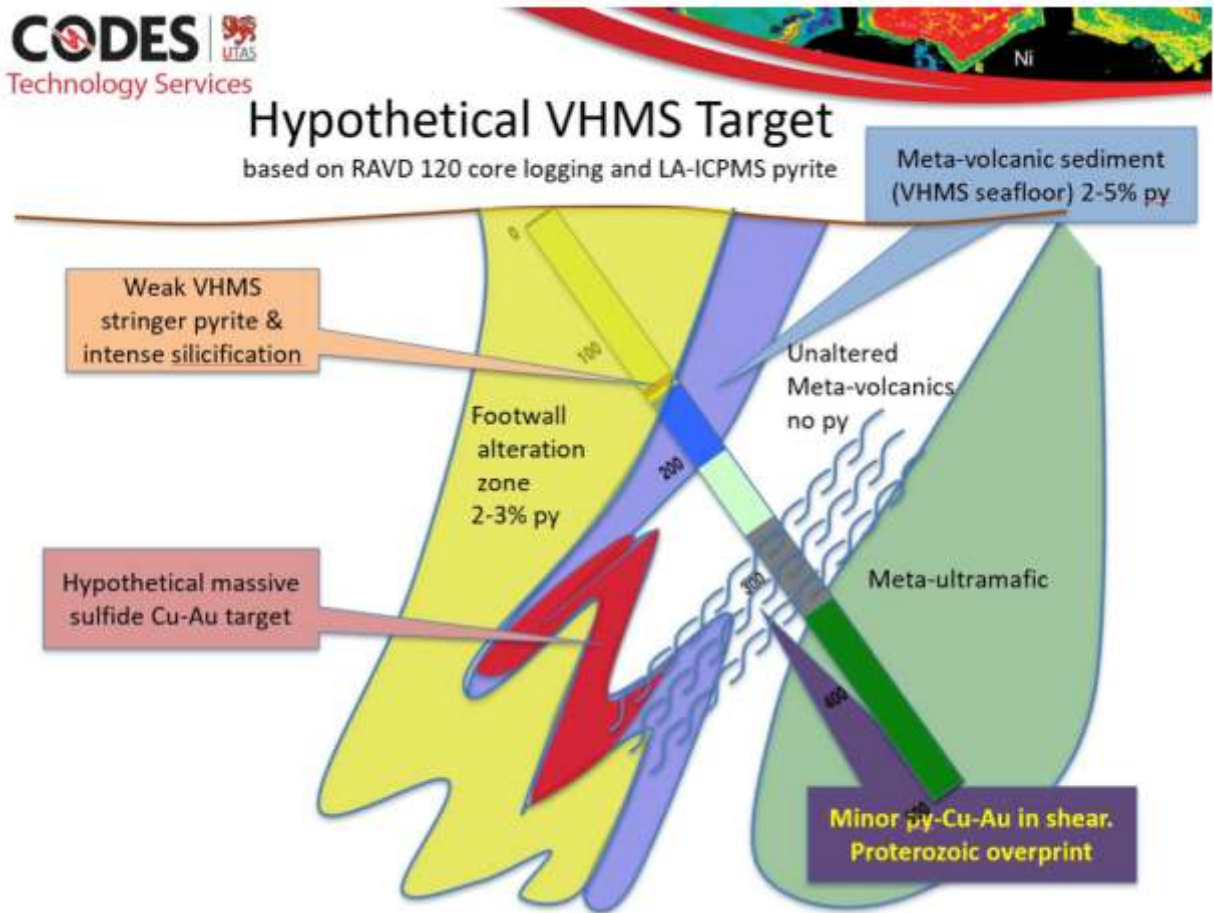 CODES
UTAS
Technology Services
Ni
Hypothetical VHMS Target
based on RAVD 120 core logging and LA-ICPMS pyrite
Meta-volcanic sediment
(VHMS seafloor) 2-5% py
0
Weak VHMS
stringer pyrite &
intense silicification
100
Unaltered
Meta-volcanics
no py
Footwall
alteration
zone
2-3% py
200
Hypothetical massive
sulfide Cu-Au target
300
Meta-ultramafic
400
500
Minor py-Cu-Au in shear.
Proterozoic overprint